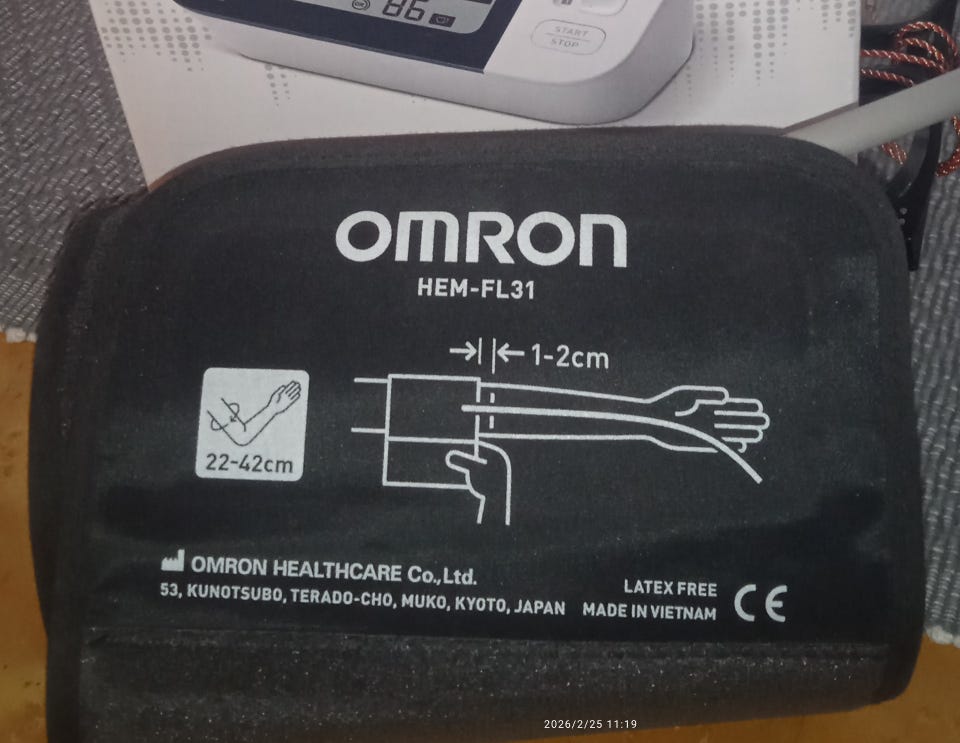 86
START
STOP
OMRON
HEM-FL31
1-2cm
22-42cm
OMRON HEALTHCARE Co.,Ltd.
53, KUNOTSUBO, TERADO-CHO, MUKO, KYOTO, JAPAN
LATEX FREE
MADE IN VIETNAM
CE
2026/2/25 11:19